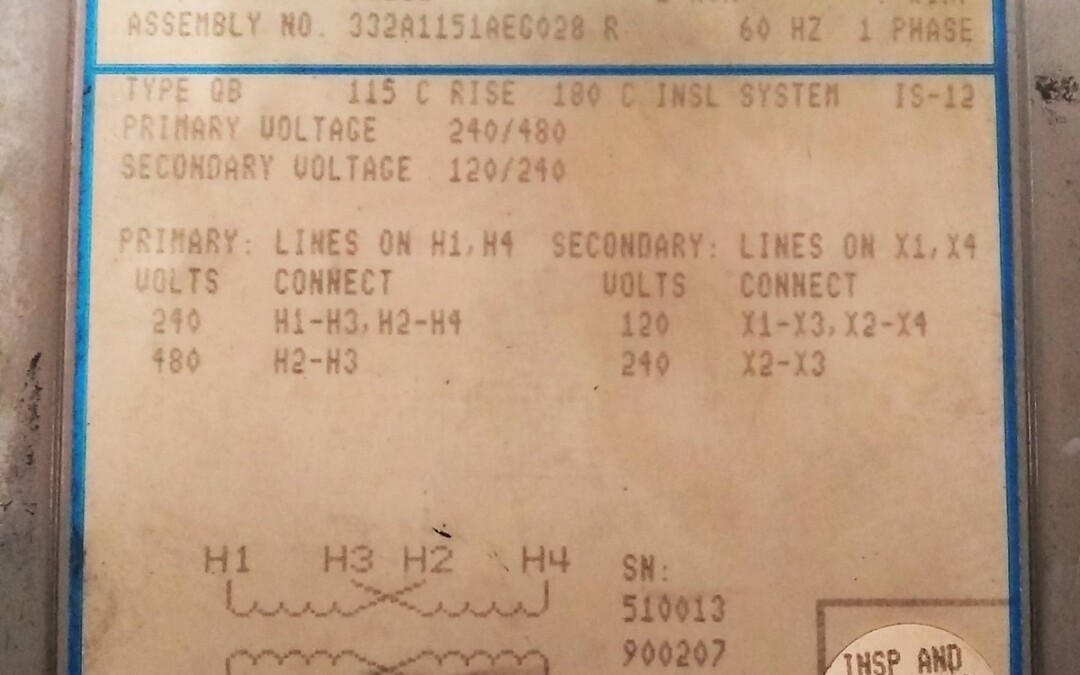 ASSEMBLY NO. 332A1151AEG028 R 60 HZ 1 PHASE
TYPE QB 115 C RISE 180 C INSL SYSTEM IS-12
PRIMARY VOLTAGE 240/480
SECONDARY VOLTAGE 120/240
PRIMARY: LINES ON H1,H4 SECONDARY: LINES ON X1,X4
VOLTS CONNECT VOLTS CONNECT
240 H1-H3,H2-H4 120 X1-X3,X2-X4
480 H2-H3 240 X2-X3
H1 H3 H2 H4
SN:
510013
900207
INSP AND